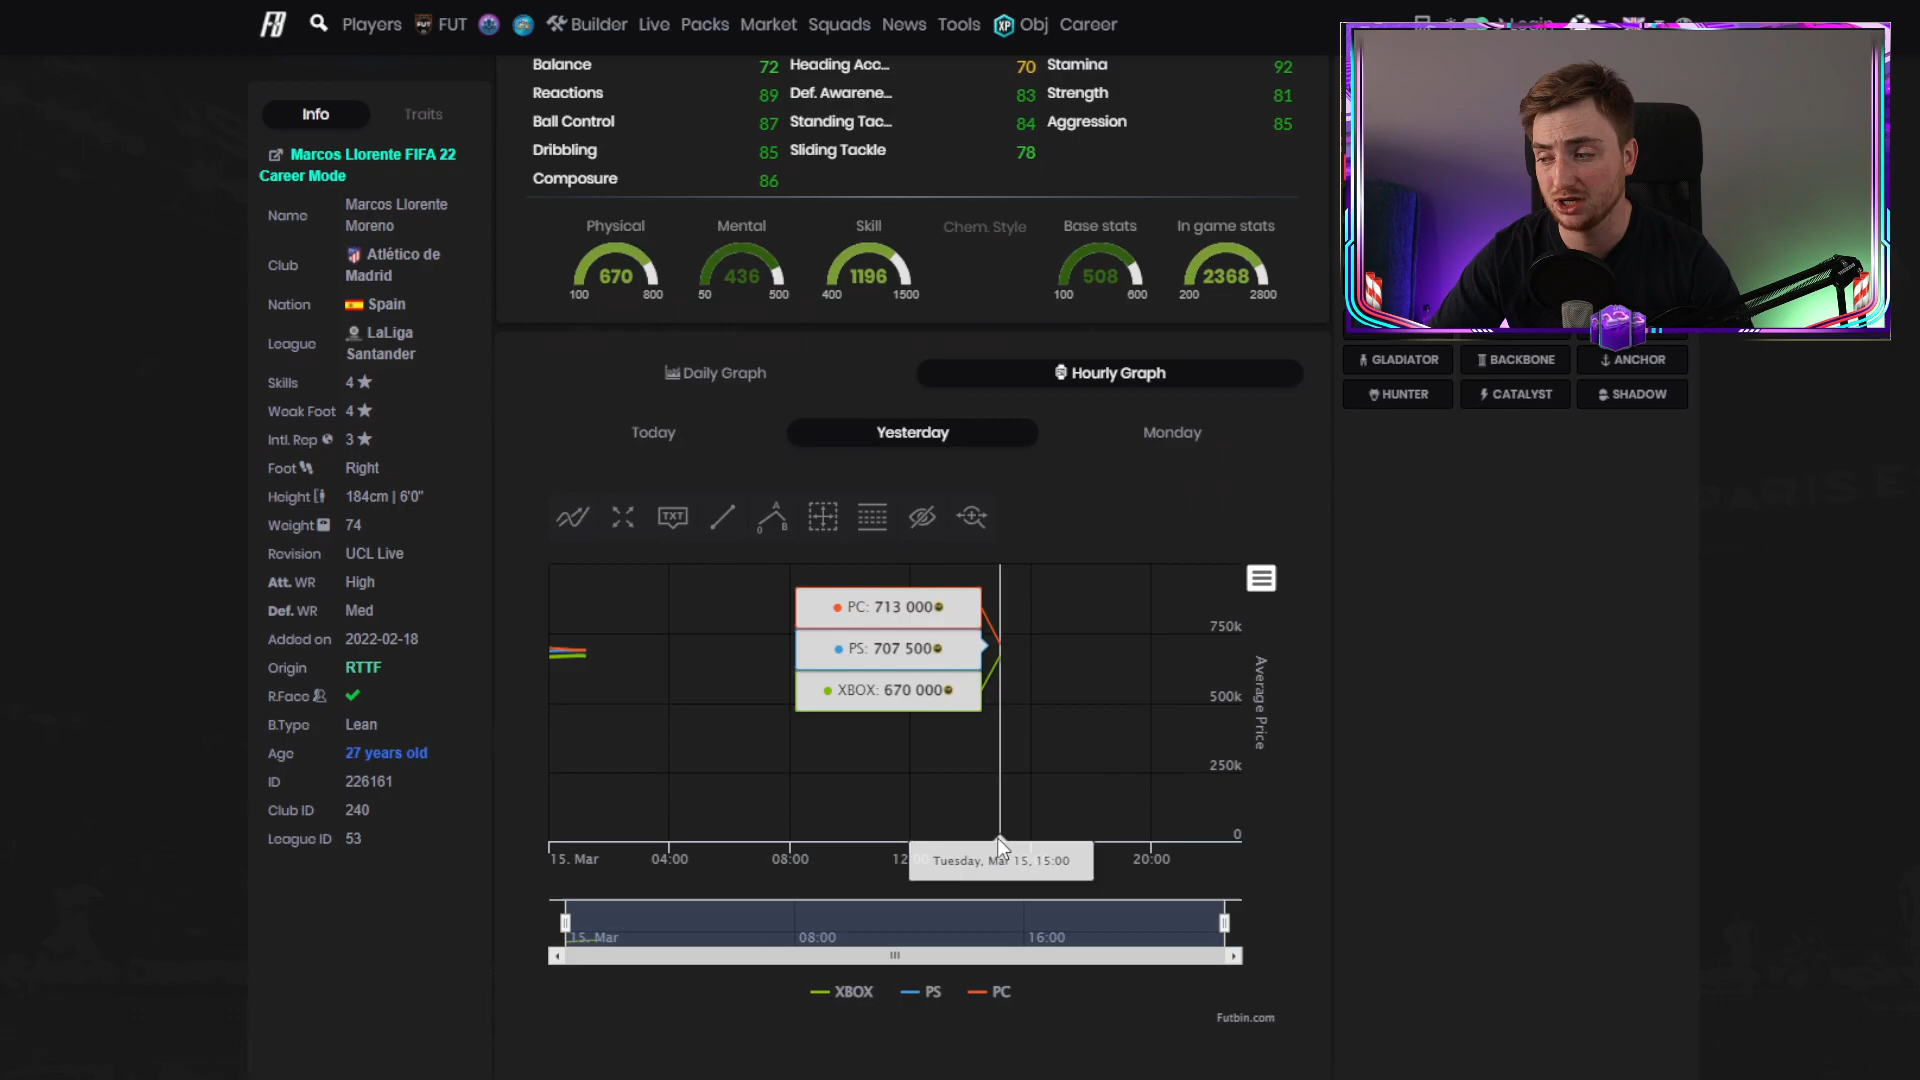 Players FUT Builder Live Packs Market Squads News Tools XP Obj Career
Login
Info Traits
Marcos Llorente FIFA 22
Career Mode
Name Marcos Llorente
Moreno
Club Atlético de
Madrid
Nation Spain
League LaLiga
Santander
Skills 4
Weak Foot 4
Intl. Rep 3
Foot Right
Height 184cm | 6'0"
Weight 74
Revision UCL Live
Att. WR High
Def. WR Med
Added on 2022-02-18
Origin RTTF
R.Face
B.Type Lean
Age 27 years old
ID 226161
Club ID 240
League ID 53
Balance 72 Heading Acc... 70 Stamina 92
Reactions 89 Def. Awarene... 83 Strength 81
Ball Control 87 Standing Tac... 84 Aggression 85
Dribbling 85 Sliding Tackle 78
Composure 86
Physical Mental Skill Chem. Style Base stats In game stats
670 436 1196 508 2368
100 800 50 500 400 1500 100 600 200 2800
Daily Graph Hourly Graph
Today Yesterday Monday
TXT
0 A B
PC: 713 000
PS: 707 500
XBOX: 670 000
750k
500k
250k
0
Average Price
15. Mar 04:00 08:00 12 20:00
Tuesday, Mar 15, 15:00
15. Mar 08:00 16:00
XBOX PS PC
Futbin.com
GLADIATOR BACKBONE ANCHOR
HUNTER CATALYST SHADOW